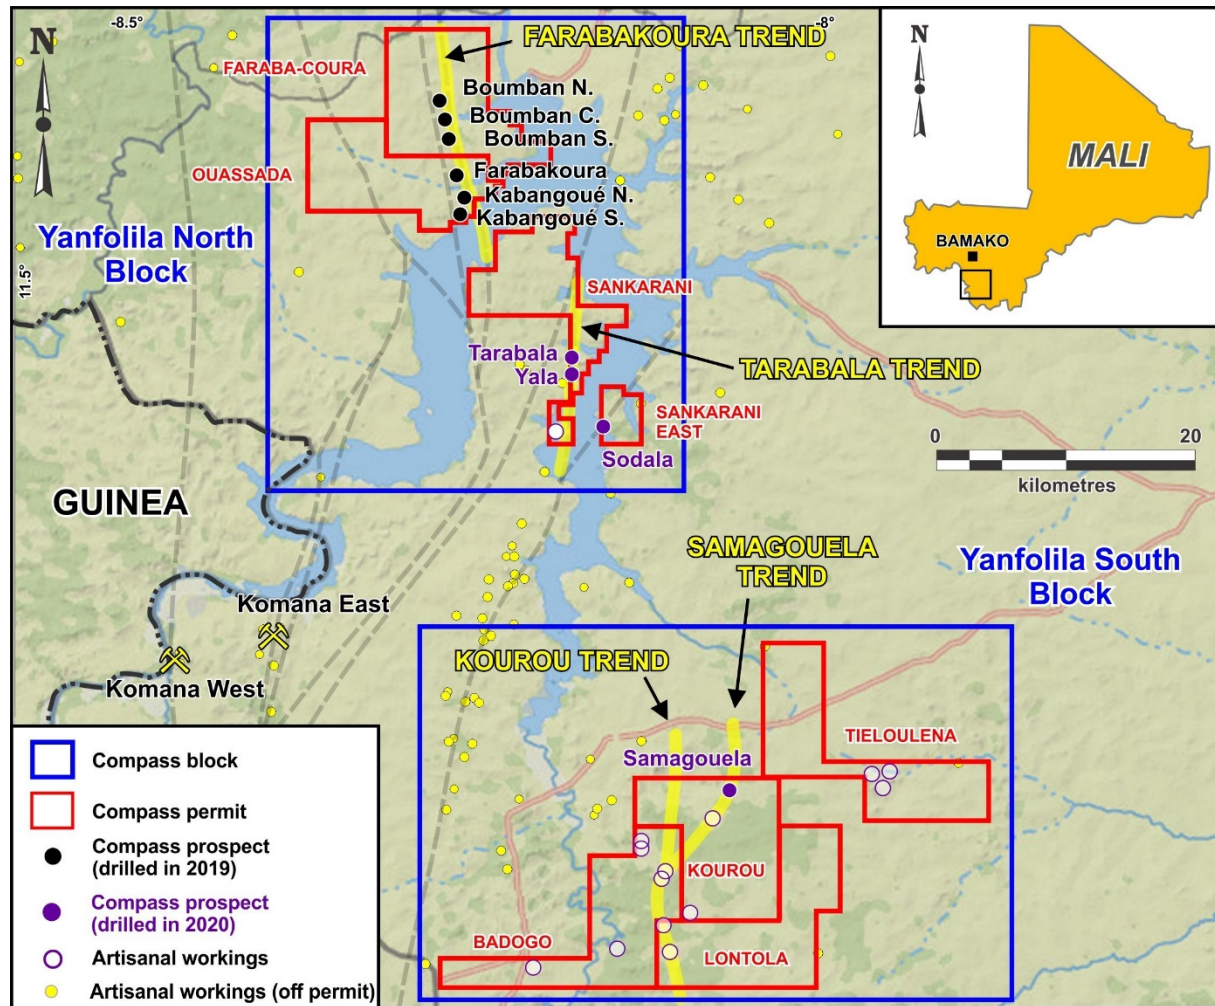 -8.5°
-8°
N
FARABAKOURA TREND
FARABA-COURA
Boumban N.
Boumban C.
Boumban S.
OUASSADA
Farabakoura
Kabangoué N.
Kabangoué S.
Yanfolila North
Block
11.5°
SANKARANI
Tarabala
Yala
TARABALA TREND
SANKARANI
EAST
Sodala
N
MALI
BAMAKO
0 20
kilometres
GUINEA
SAMAGOUELA
TREND
Yanfolila South
Block
Komana East
Komana West
KOUROU TREND
Samagouela
TIELOULENA
KOUROU
BADOGO
LONTOLA
Compass block
Compass permit
Compass prospect
(drilled in 2019)
Compass prospect
(drilled in 2020)
Artisanal workings
Artisanal workings (off permit)